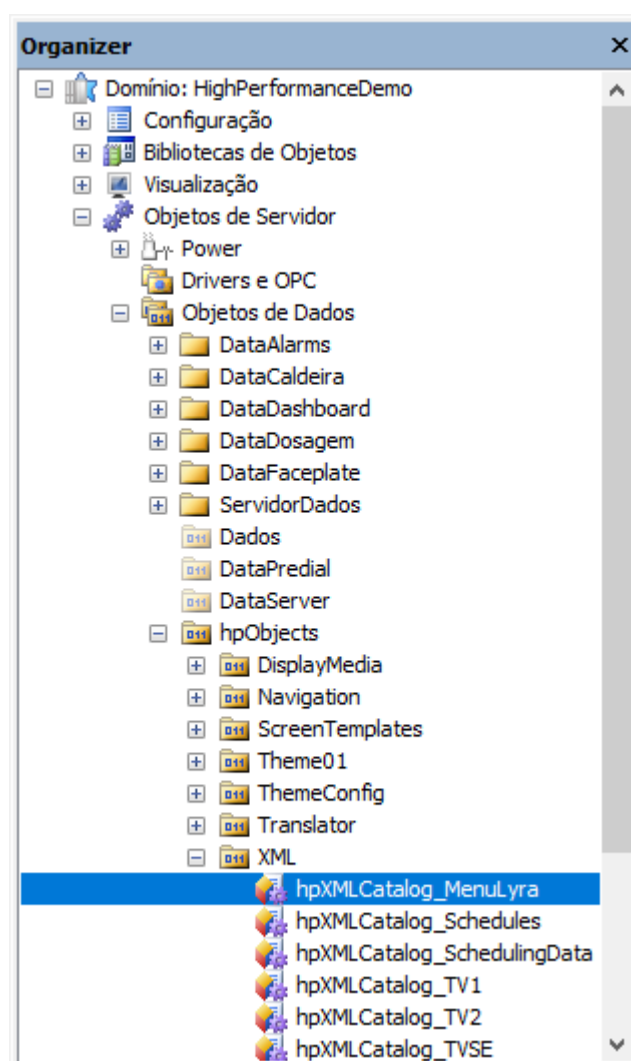 Organizer
Domínio: HighPerformanceDemo
Configuração
Bibliotecas de Objetos
Visualização
Objetos de Servidor
Power
Drivers e OPC
Objetos de Dados
DataAlarms
DataCaldeira
DataDashboard
DataDosagem
DataFaceplate
ServidorDados
Dados
DataPredial
DataServer
hpObjects
DisplayMedia
Navigation
ScreenTemplates
Theme01
ThemeConfig
Translator
XML
hpXMLCatalog_MenuLyra
hpXMLCatalog_Schedules
hpXMLCatalog_SchedulingData
hpXMLCatalog_TV1
hpXMLCatalog_TV2
hpXMLCatalog_TVSE